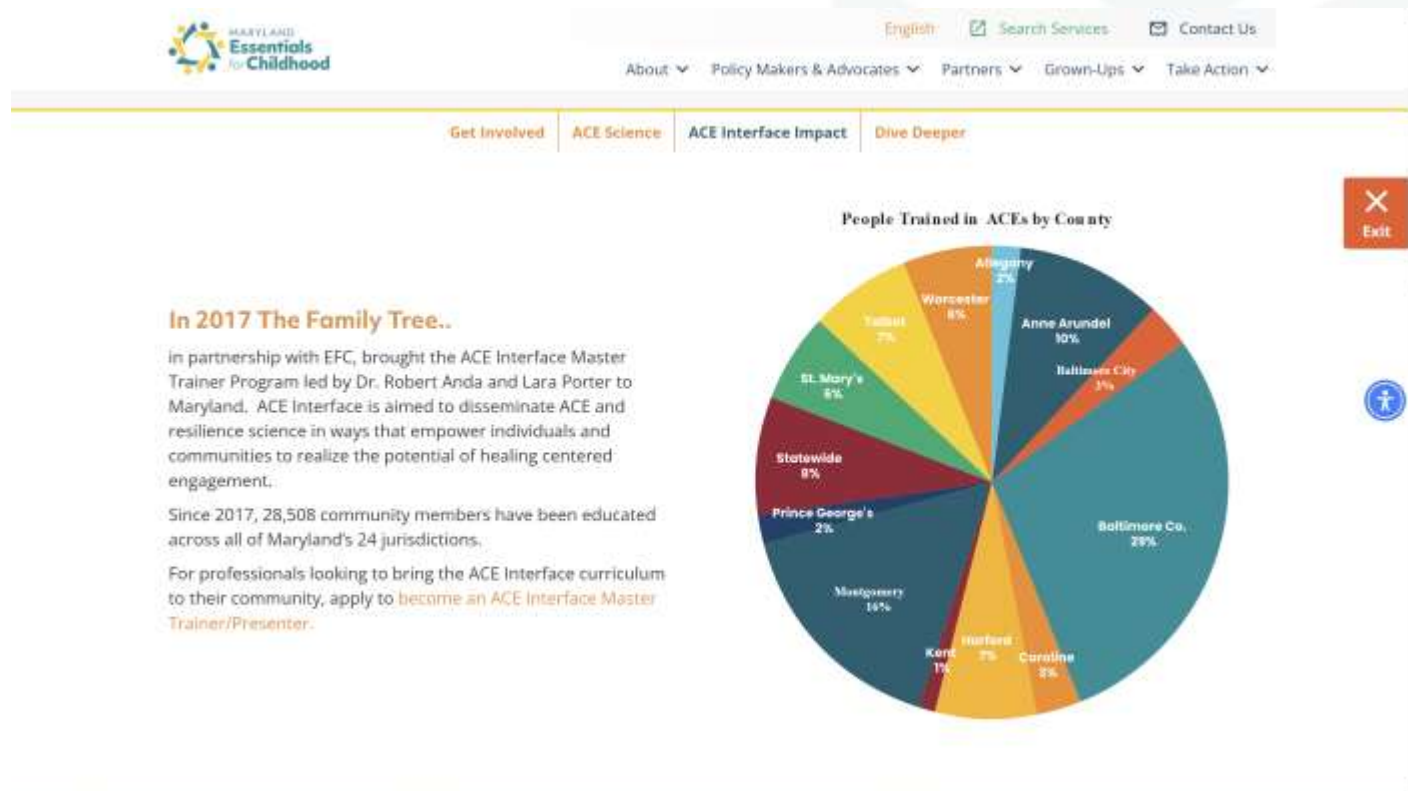 MARYLAND
Essentials
for Childhood
English
Search Services
Contact Us
About
Policy Makers & Advocates
Partners
Grown-Ups
Take Action
Get Involved
ACE Science
ACE Interface Impact
Dive Deeper
Exit
In 2017 The Family Tree..
in partnership with EFC, brought the ACE Interface Master
Trainer Program led by Dr. Robert Anda and Lara Porter to
Maryland. ACE Interface is aimed to disseminate ACE and
resilience science in ways that empower individuals and
communities to realize the potential of healing centered
engagement.
Since 2017, 28,508 community members have been educated
across all of Maryland's 24 jurisdictions.
For professionals looking to bring the ACE Interface curriculum
to their community, apply to become an ACE Interface Master
Trainer/Presenter.
People Trained in ACEs by County
Allegany
2%
Anne Arundel
10%
Baltimore City
3%
Baltimore Co.
29%
Caroline
3%
Harford
7%
Kent
1%
Montgomery
16%
Prince George's
2%
Statewide
8%
St. Mary's
6%
Talbot
7%
Worcester
6%